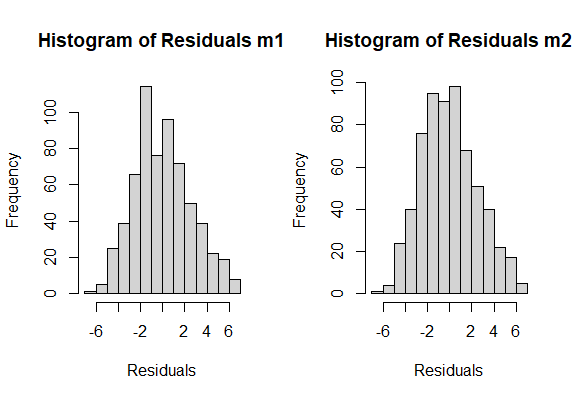 Histogram of Residuals m1
Frequency
0 20 40 60 80 100
-6 -2 2 4 6
Residuals
Histogram of Residuals m2
Frequency
0 20 40 60 80 100
-6 -2 2 4 6
Residuals